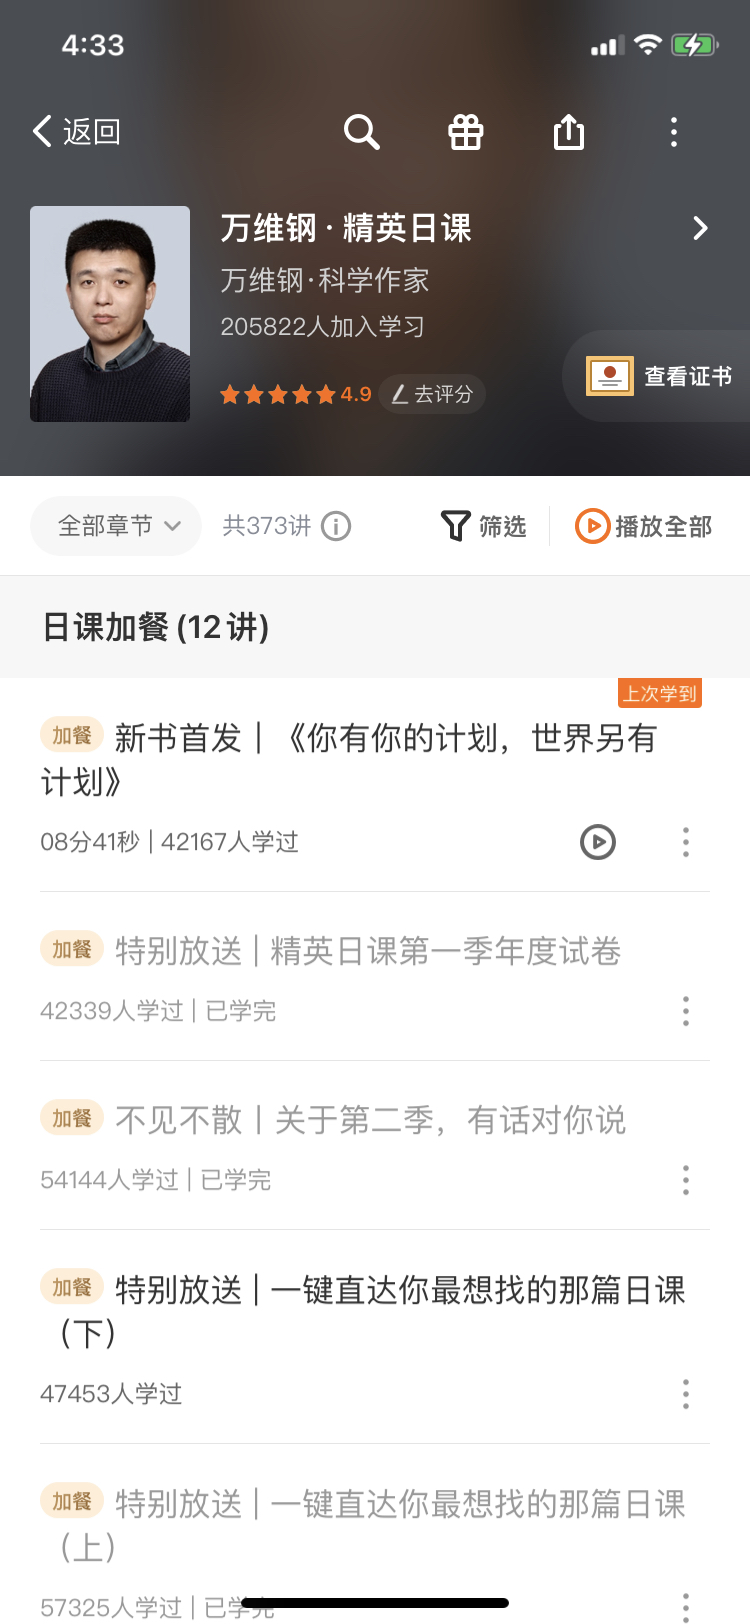 4:33
返回
万维钢·精英日课
万维钢·科学作家
205822人加入学习
4.9 去评分
查看证书
全部章节 共373讲 筛选 播放全部
日课加餐 (12讲)
上次学到
加餐 新书首发 | 《你有你的计划，世界另有
计划》
08分41秒 | 42167人学过
加餐 特别放送 | 精英日课第一季年度试卷
42339人学过 | 已学完
加餐 不见不散丨关于第二季，有话对你说
54144人学过 | 已学完
加餐 特别放送 | 一键直达你最想找的那篇日课
（下）
47453人学过
加餐 特别放送 | 一键直达你最想找的那篇日课
（上）
57325人学过 | 已学完